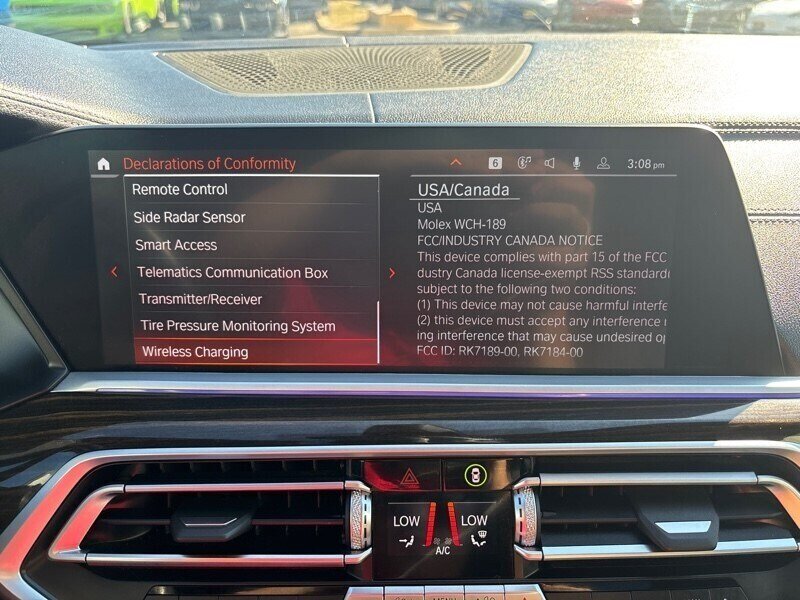 Declarations of Conformity
6
3:08 pm
Remote Control
Side Radar Sensor
Smart Access
Telematics Communication Box
Transmitter/Receiver
Tire Pressure Monitoring System
Wireless Charging
USA/Canada
USA
Molex WCH-189
FCC/INDUSTRY CANADA NOTICE
This device complies with part 15 of the FCC
dustry Canada license-exempt RSS standard
subject to the following two conditions:
(1) This device may not cause harmful interfe
(2) this device must accept any interference
ing interference that may cause undesired o
FCC ID: RK7189-00, RK7184-00
LOW
LOW
A/C
MENU